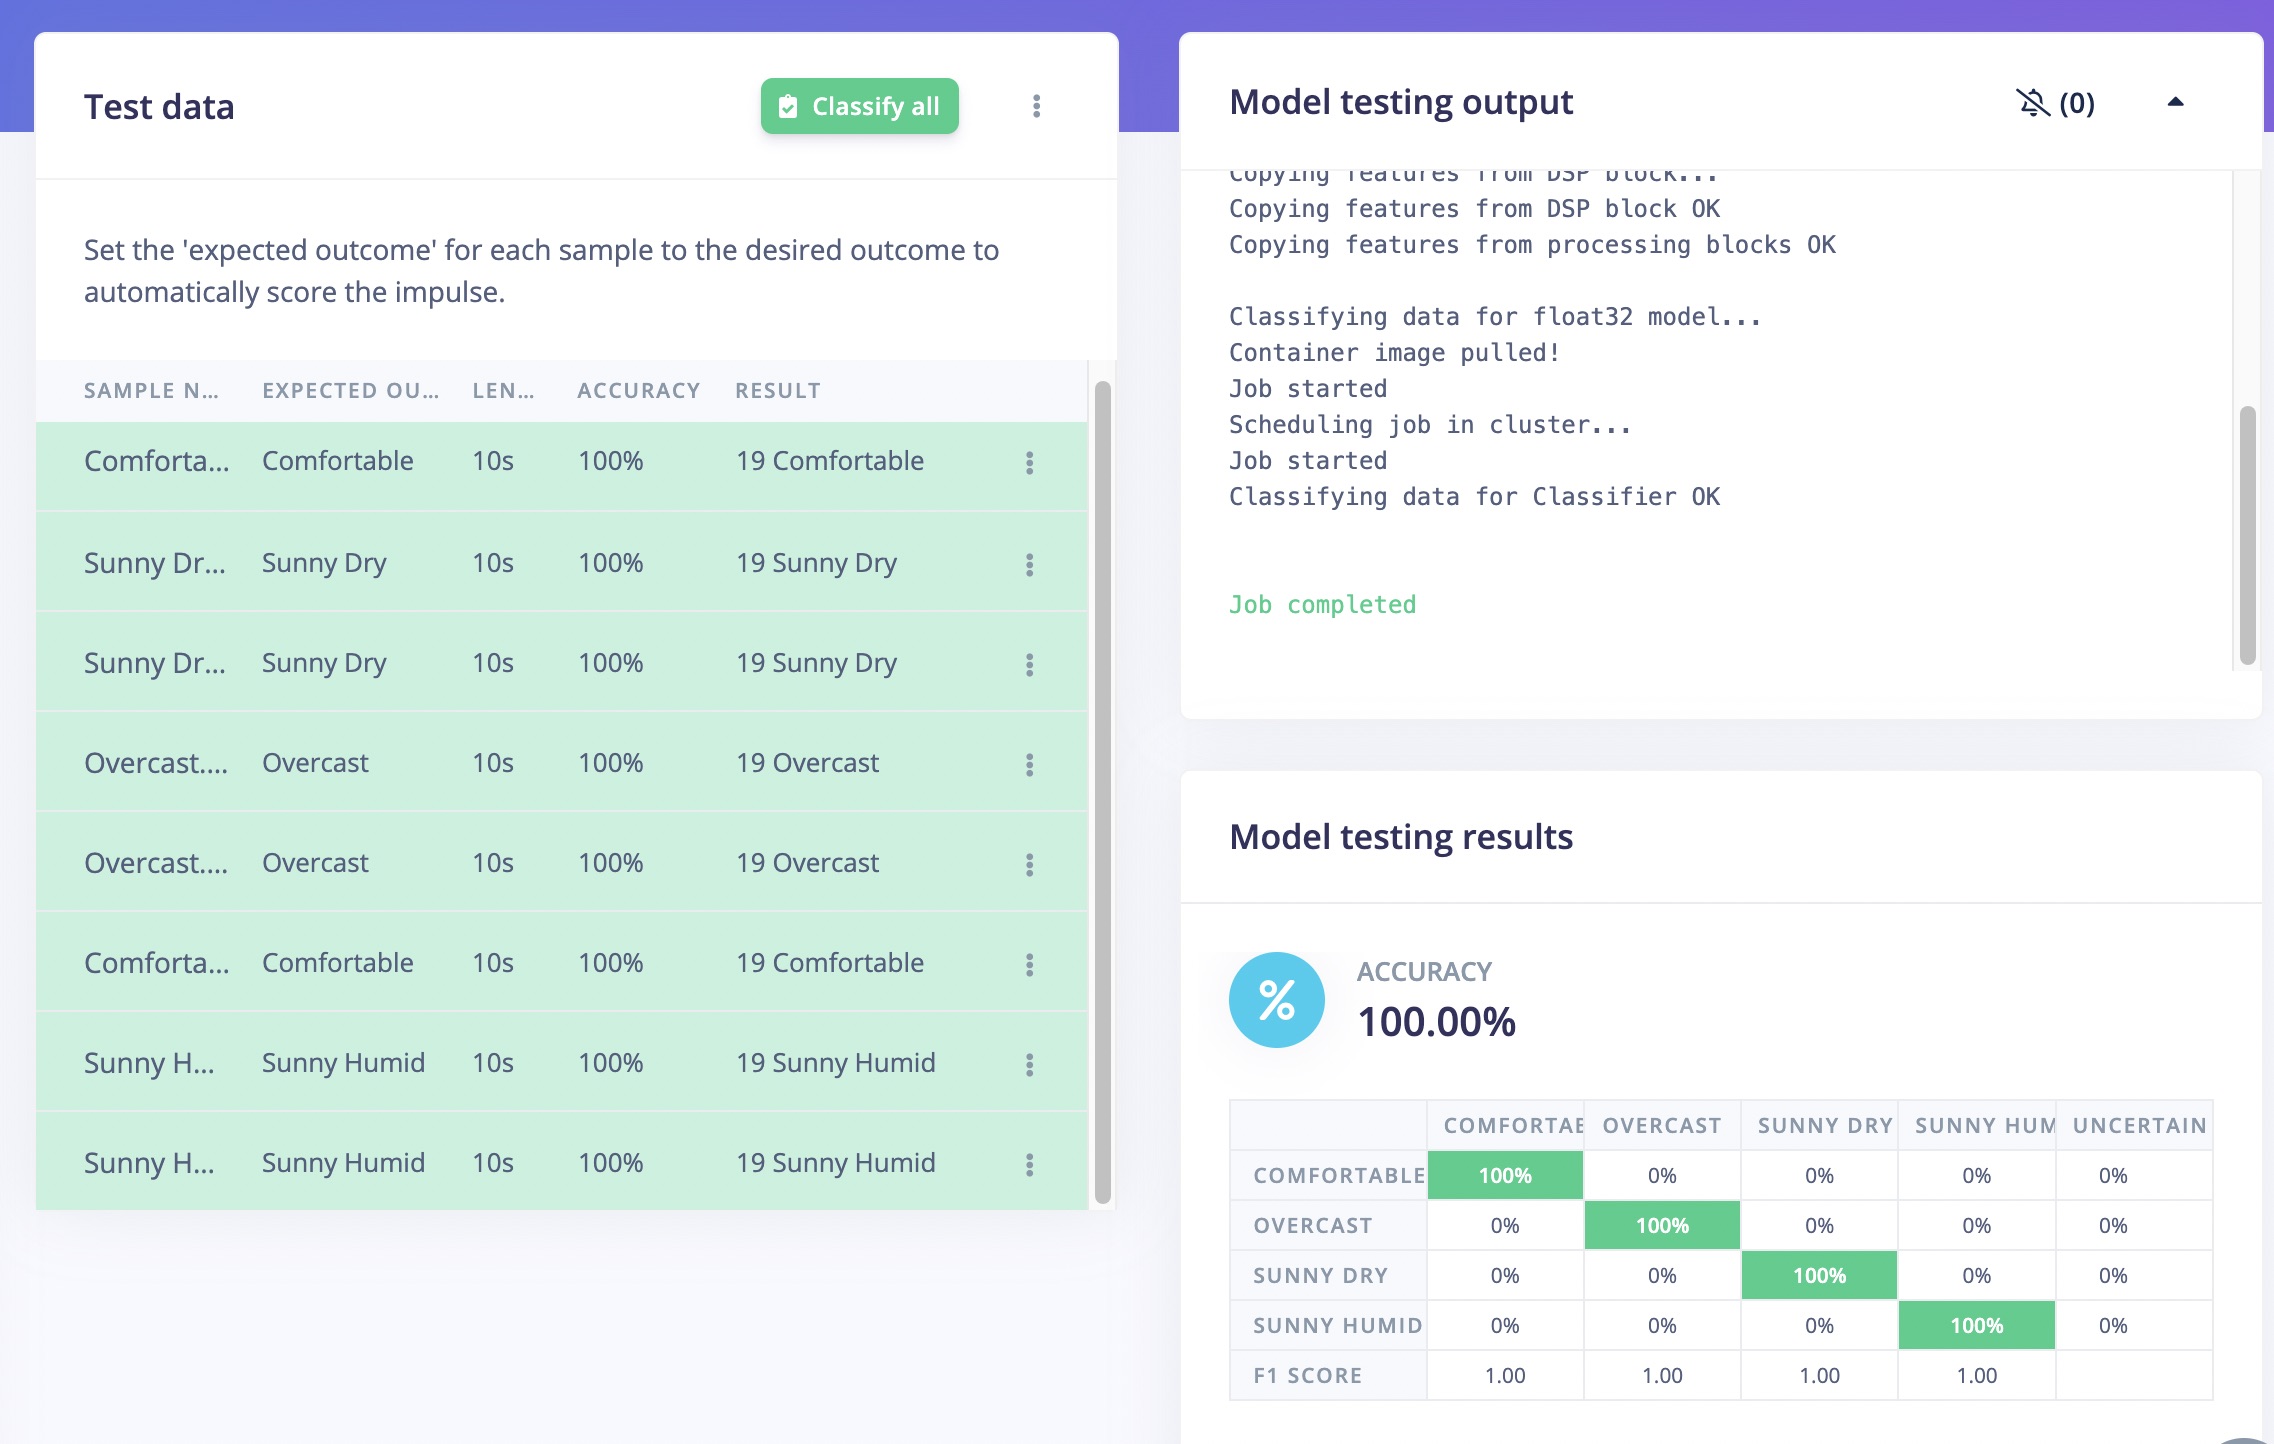 Test data
Classify all
Set the 'expected outcome' for each sample to the desired outcome to
automatically score the impulse.
SAMPLE N... EXPECTED OU... LEN... ACCURACY RESULT
Comforta... Comfortable 10s 100% 19 Comfortable
Sunny Dr... Sunny Dry 10s 100% 19 Sunny Dry
Sunny Dr... Sunny Dry 10s 100% 19 Sunny Dry
Overcast.... Overcast 10s 100% 19 Overcast
Overcast.... Overcast 10s 100% 19 Overcast
Comforta... Comfortable 10s 100% 19 Comfortable
Sunny H... Sunny Humid 10s 100% 19 Sunny Humid
Sunny H... Sunny Humid 10s 100% 19 Sunny Humid
Model testing output (0)
Copying features from DSP block...
Copying features from DSP block OK
Copying features from processing blocks OK
Classifying data for float32 model...
Container image pulled!
Job started
Scheduling job in cluster...
Job started
Classifying data for Classifier OK
Job completed
Model testing results
%
ACCURACY
100.00%
COMFORTAB OVERCAST SUNNY DRY SUNNY HUM UNCERTAIN
COMFORTABLE 100% 0% 0% 0% 0%
OVERCAST 0% 100% 0% 0% 0%
SUNNY DRY 0% 0% 100% 0% 0%
SUNNY HUMID 0% 0% 0% 100% 0%
F1 SCORE 1.00 1.00 1.00 1.00